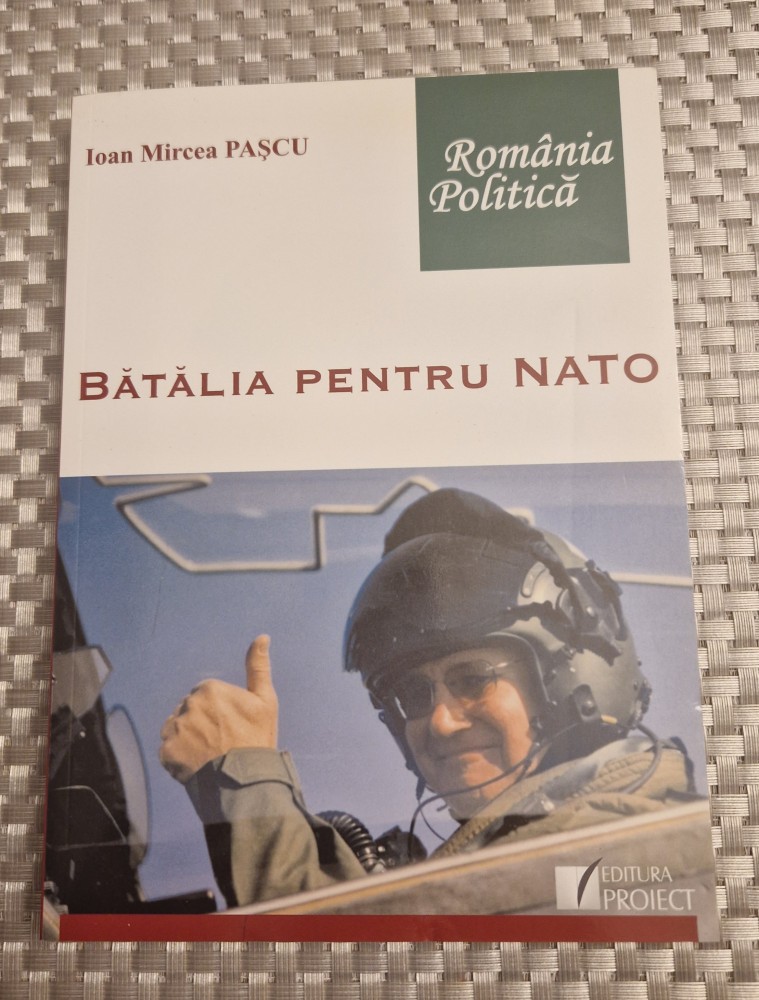 Ioan Mircea PAŞCU
România
Politică
BĂTĂLIA PENTRU NATO
EDITURA
PROIECT